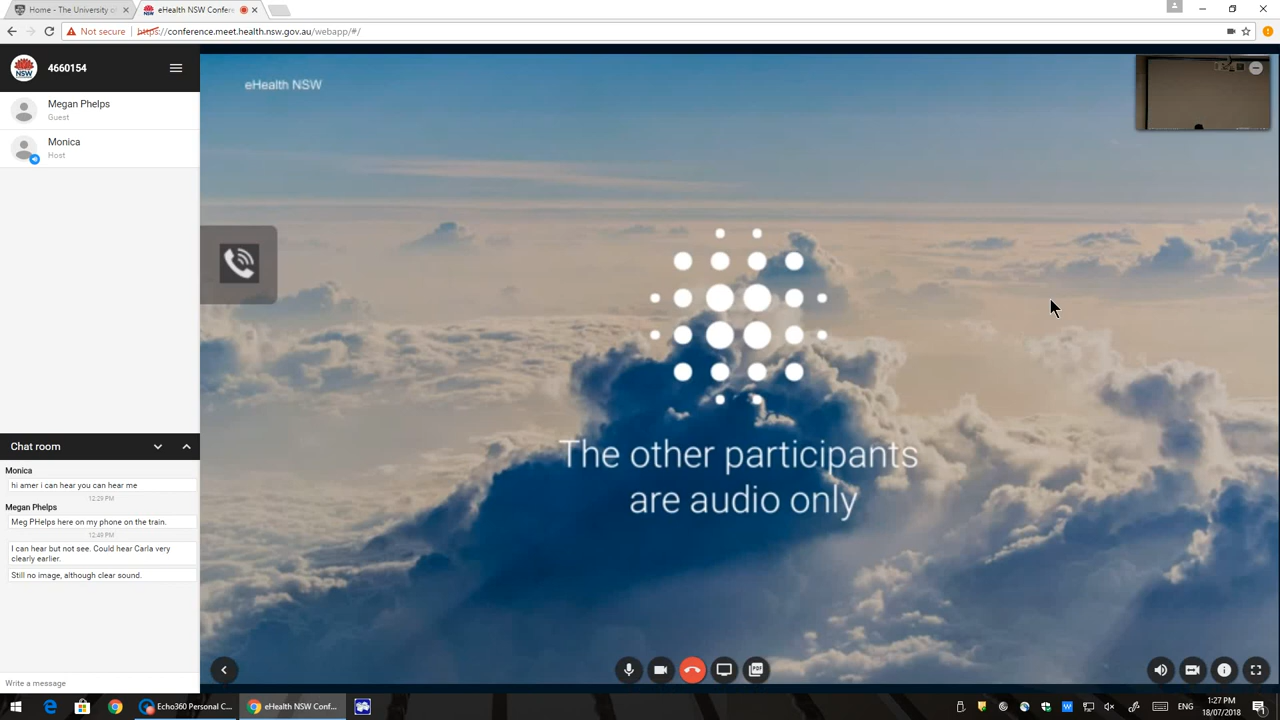 Home - The University o
eHealth NSW Confere
Not secure
https://conference.meet.health.nsw.gov.au/webapp/#/
NSW
4660154
Megan Phelps
Guest
Monica
Host
eHealth NSW
The other participants
are audio only
Chat room
Monica
hi amer i can hear you can hear me
12:29 PM
Megan Phelps
Meg PHelps here on my phone on the train.
12:49 PM
I can hear but not see. Could hear Carla very
clearly earlier.
Still no image, although clear sound.
Write a message
PDF
Echo360 Personal C...
eHealth NSW Conf...
ENG
1:27 PM
18/07/2018